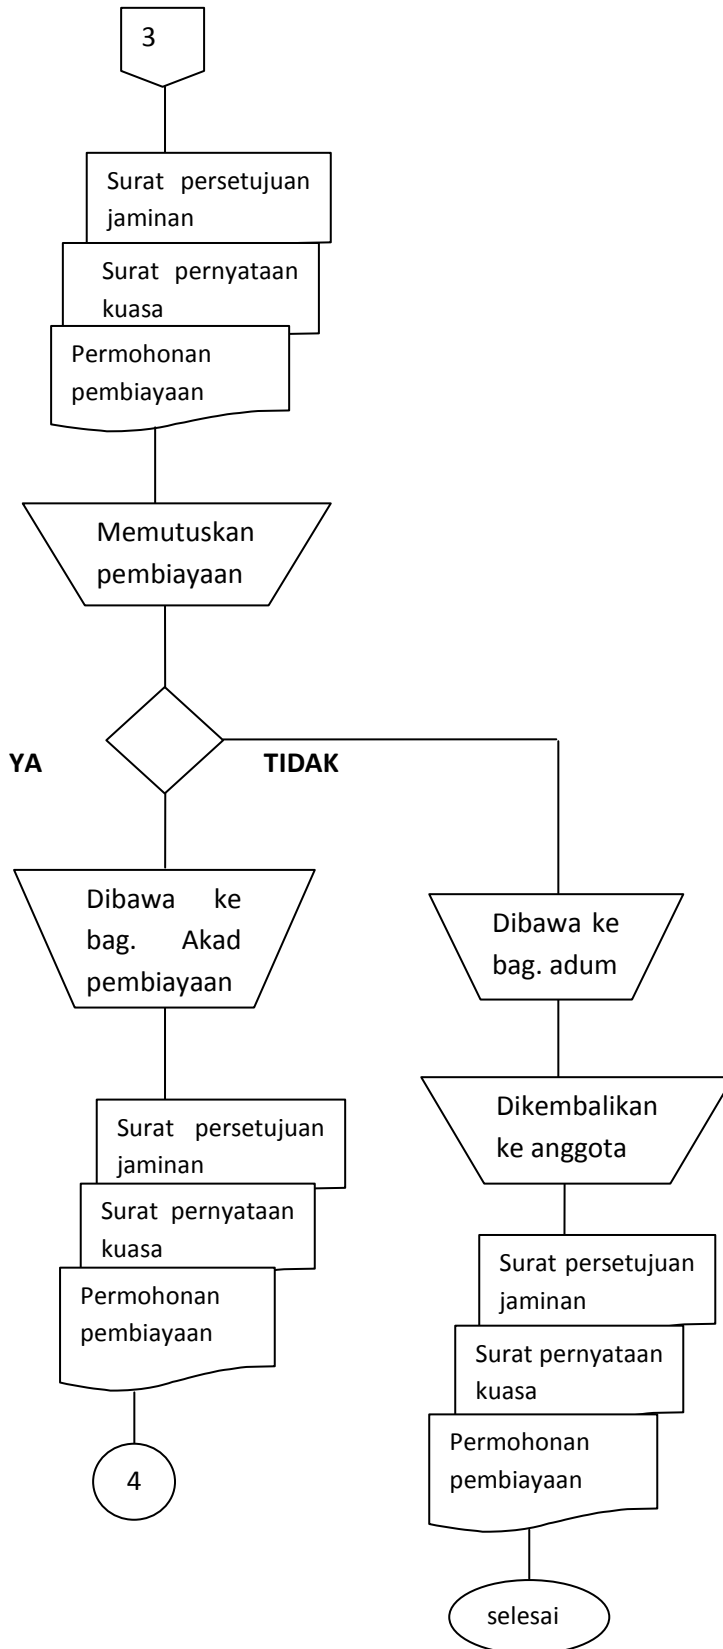 3
Surat persetujuan
jaminan
Surat pernyataan
kuasa
Permohonan
pembiayaan
Memutuskan
pembiayaan
YA
TIDAK
Dibawa ke
bag. Akad
pembiayaan
Surat persetujuan
jaminan
Surat pernyataan
kuasa
Permohonan
pembiayaan
4
Dibawa ke
bag. adum
Dikembalikan
ke anggota
Surat persetujuan
jaminan
Surat pernyataan
kuasa
Permohonan
pembiayaan
selesai